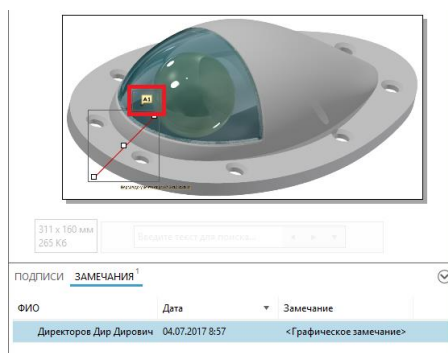 A1
311 x 160 мм
265 Кб
Введите текст для поиска...
ПОДПИСИ ЗАМЕЧАНИЯ 1
ФИО Дата Замечание
Директоров Дир Дирович 04.07.2017 8:57 <Графическое замечание>